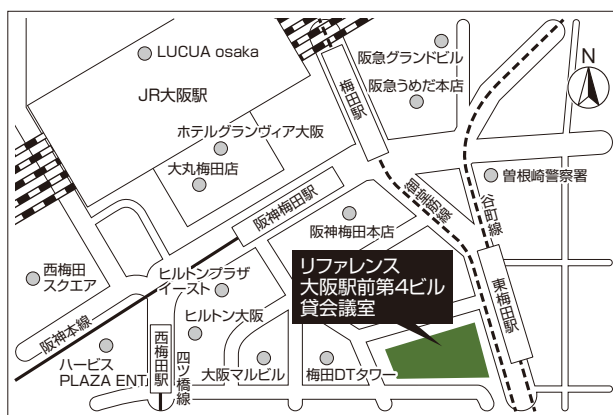 LUCUA osaka
JR大阪駅
ホテルグランヴィア大阪
大丸梅田店
梅田駅
阪急グランドビル
阪急うめだ本店
N
曽根崎警察署
御堂筋線
谷町線
阪神梅田駅
阪神梅田本店
西梅田
スクエア
ヒルトンプラザ
イースト
リファレンス
大阪駅前第4ビル
貸会議室
東梅田駅
阪神本線
ヒルトン大阪
ハービス
PLAZA ENT
西梅田駅
四ツ橋線
大阪マルビル
梅田DTタワー